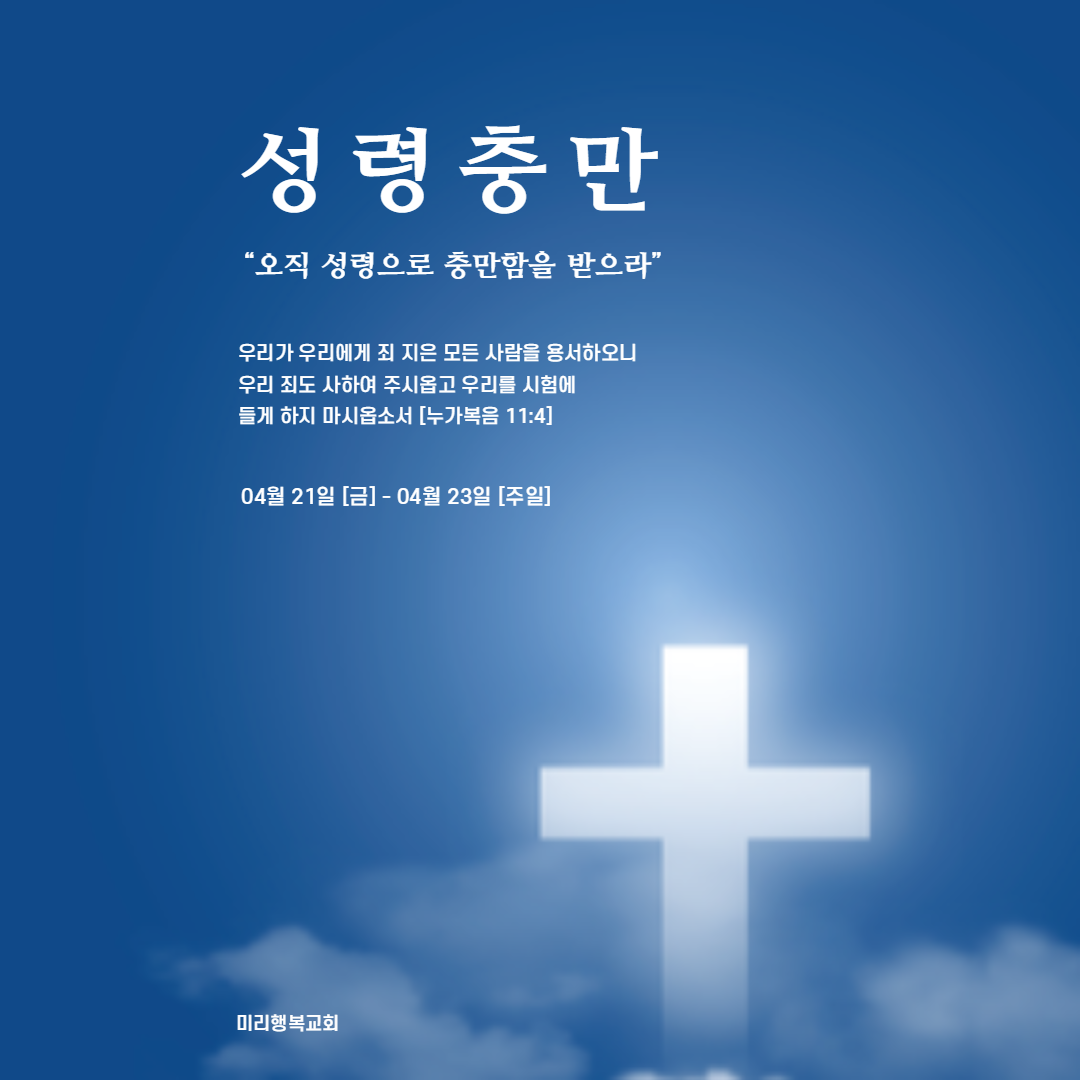 성령충만
“오직 성령으로 충만함을 받으라”
우리가 우리에게 죄 지은 모든 사람을 용서하오니
우리 죄도 사하여 주시옵고 우리를 시험에
들게 하지 마시옵소서 [누가복음 11:4]
04월 21일 [금] - 04월 23일 [주일]
미리행복교회